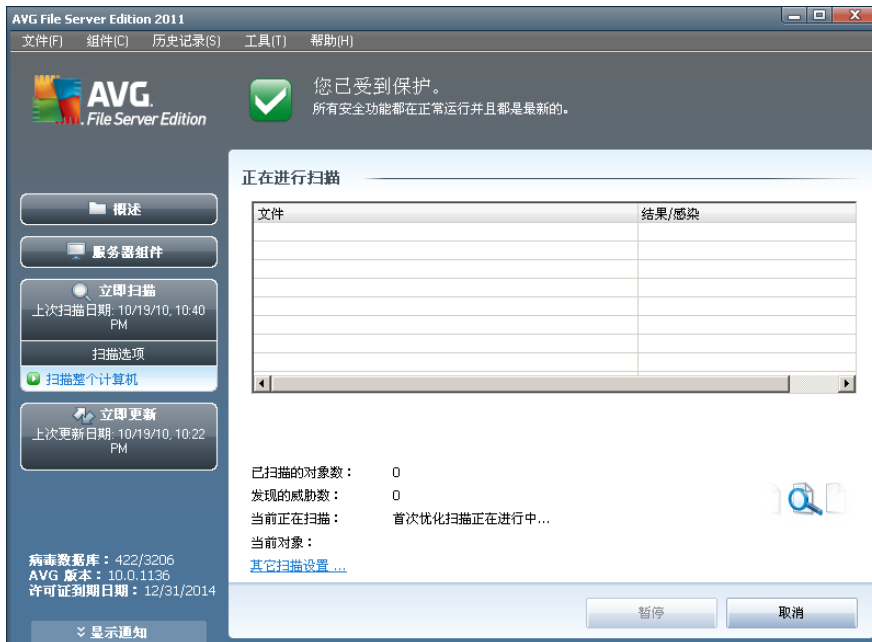 AVG File Server Edition 2011
文件(F) 组件(C) 历史记录(S) 工具(T) 帮助(H)
AVG.
File Server Edition
您已受到保护。
所有安全功能都在正常运行并且都是最新的。
概述
服务器组件
立即扫描
上次扫描日期: 10/19/10, 10:40
PM
扫描选项
扫描整个计算机
立即更新
上次更新日期: 10/19/10, 10:22
PM
病毒数据库: 422/3206
AVG 版本: 10.0.1136
许可证到期日期: 12/31/2014
显示通知
正在进行扫描
文件 结果/感染
已扫描的对象数: 0
发现的威胁数: 0
当前正在扫描: 首次优化扫描正在进行中...
当前对象:
其它扫描设置 ...
暂停 取消